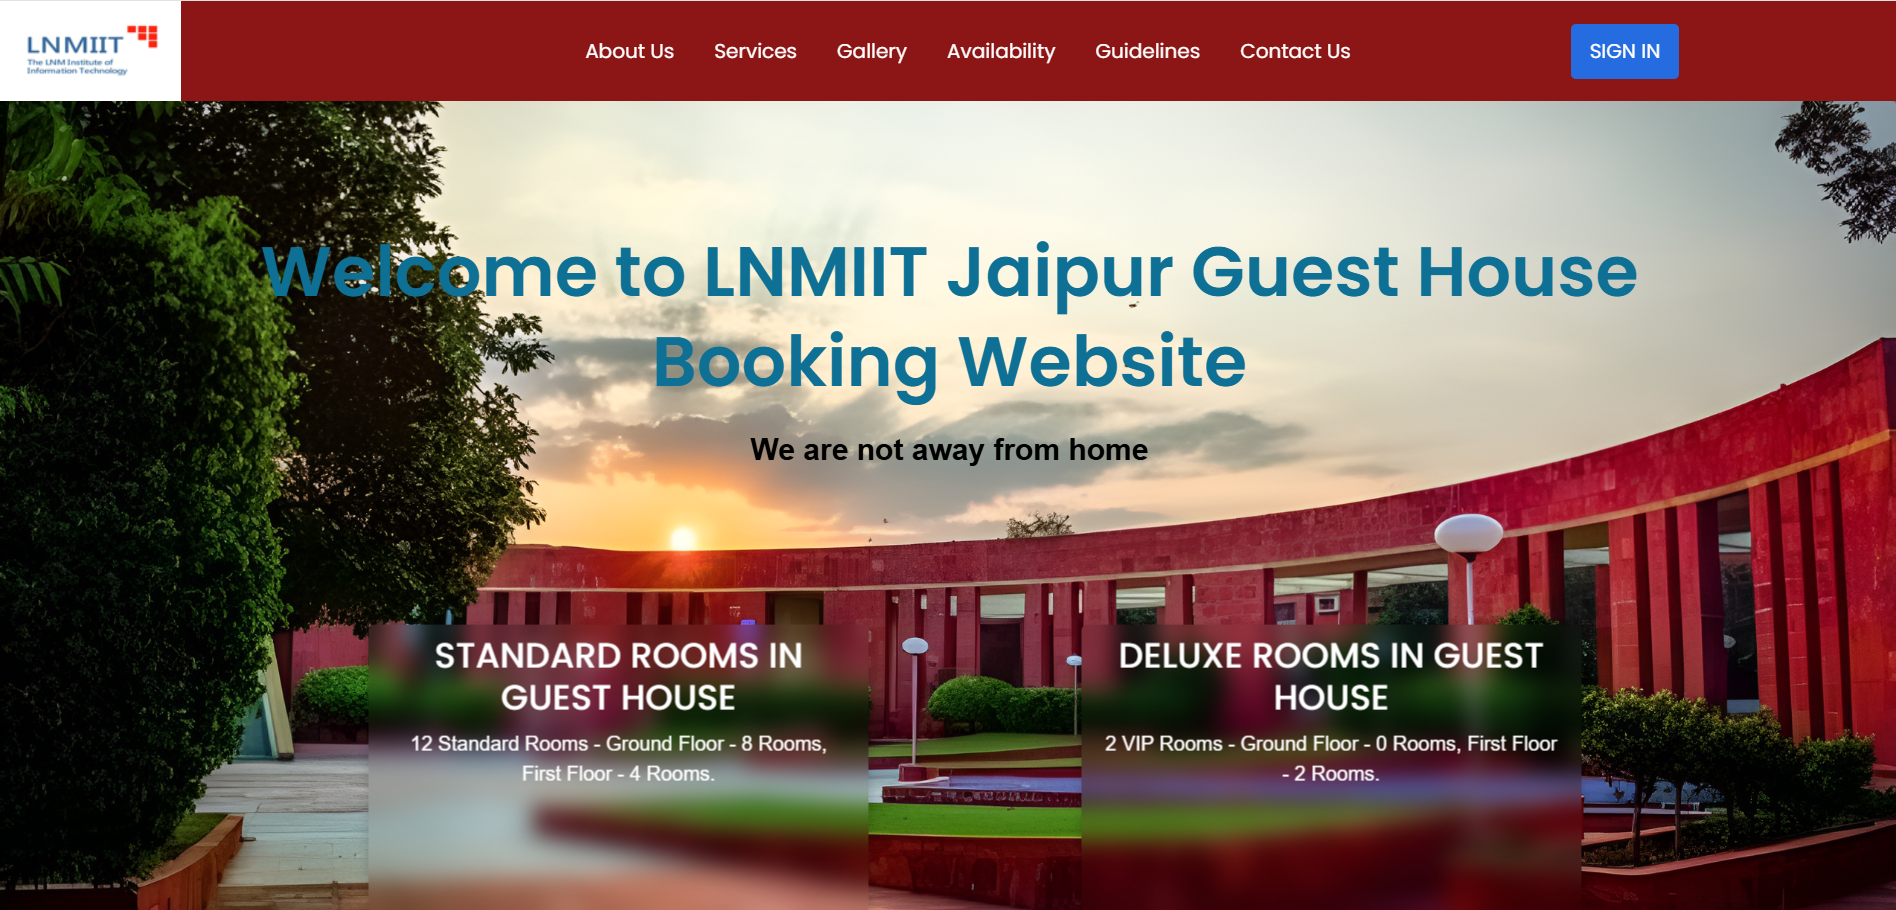 LNMIIT
The LNM Institute of
Information Technology
About Us Services Gallery Availability Guidelines Contact Us SIGN IN
Welcome to LNMIIT Jaipur Guest House
Booking Website
We are not away from home
STANDARD ROOMS IN
GUEST HOUSE
12 Standard Rooms - Ground Floor - 8 Rooms,
First Floor - 4 Rooms.
DELUXE ROOMS IN GUEST
HOUSE
2 VIP Rooms - Ground Floor - 0 Rooms, First Floor
- 2 Rooms.